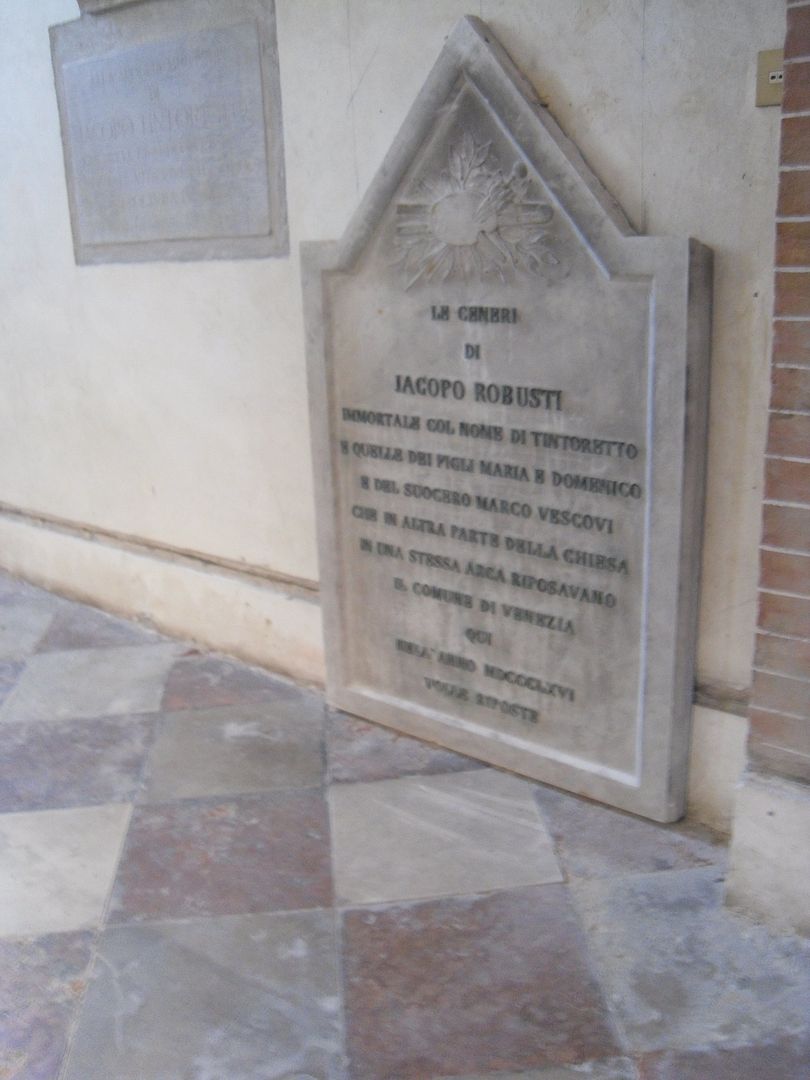 LE CENERI
DI
IACOPO ROBUSTI
IMMORTALE COL NOME DI TINTORETTO
E QUELLE DEI FIGLI MARIA E DOMENICO
E DEL SUOCERO MARCO VESCOVI
CHE IN ALTRA PARTE DELLA CHIESA
IN UNA STESSA ARCA RIPOSAVANO
IL COMUNE DI VENEZIA
QUI
NELL'ANNO MDCCCLXVI
VOLLE RIPOSTE